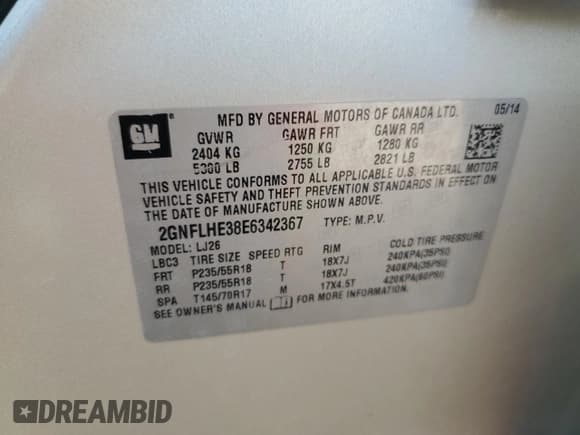 GM
MFD BY GENERAL MOTORS OF CANADA LTD. 05/14
GVWR GAWR FRT GAWR RR
2404 KG 1250 KG 1280 KG
5300 LB 2755 LB 2821 LB
THIS VEHICLE CONFORMS TO ALL APPLICABLE U.S. FEDERAL MOTOR
VEHICLE SAFETY AND THEFT PREVENTION STANDARDS IN EFFECT ON
THE DATE OF MANUFACTURE SHOWN ABOVE.
2GNFLHE38E6342367 TYPE: M.P.V.
MODEL: LJ26
LBC3 TIRE SIZE SPEED RTG RIM COLD TIRE PRESSURE
FRT P235/55R18 T 18X7J 240KPA(35PSI)
RR P235/55R18 T 18X7J 240KPA(35PSI)
SPA T145/70R17 M 17X4.5T 420KPA(60PSI)
SEE OWNER'S MANUAL FOR MORE INFORMATION.
DREAMBID